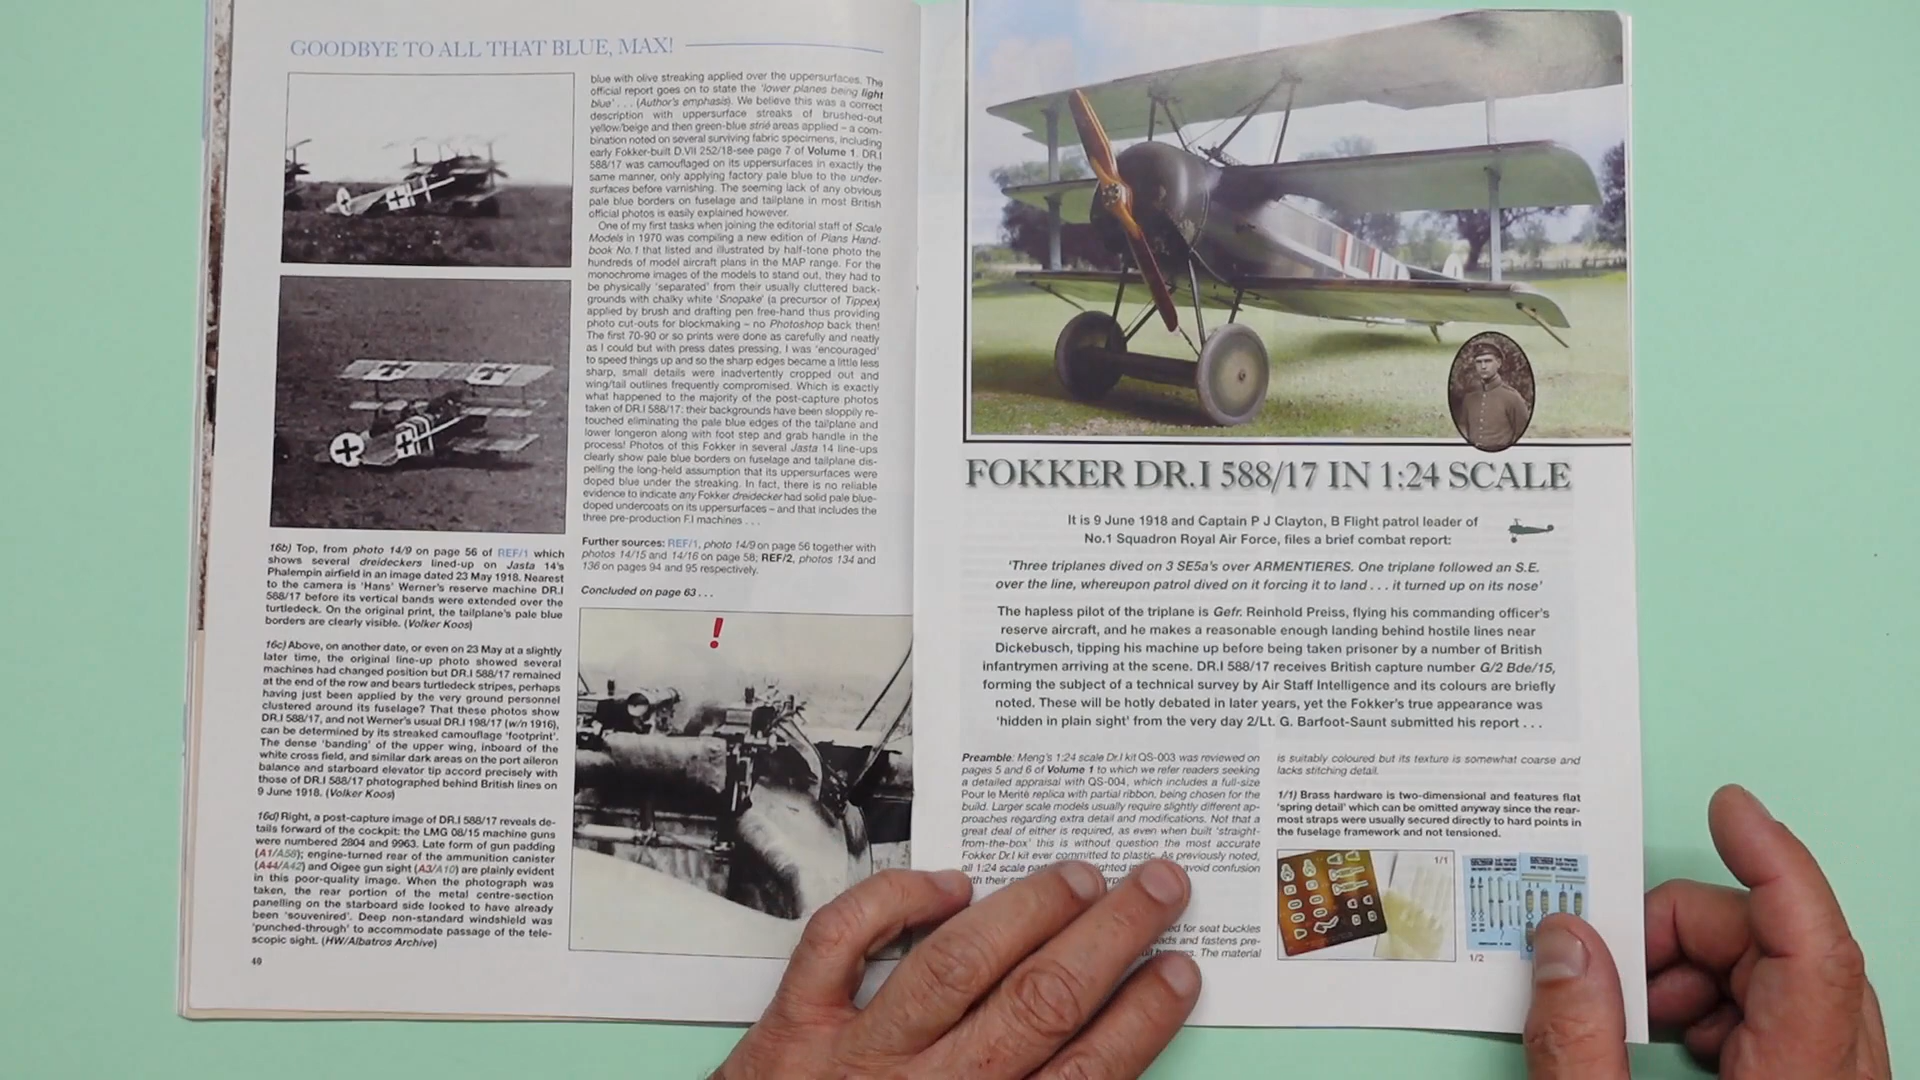 GOODBYE TO ALL THAT BLUE, MAX!
16b) Top, from photo 14/9 on page 56 of REF/1 which
shows several dreideckers lined-up on Jasta 14's
Phalempin airfield in an image dated 23 May 1918. Nearest
to the camera is 'Hans' Werner's reserve machine DR.I
588/17 before its vertical bands were extended over the
turtledeck. On the original print, the tailplane's pale blue
borders are clearly visible. (Volker Koos)
16c) Above, on another date, or even on 23 May at a slightly
later time, the original line-up photo showed several
machines had changed position but DR.I 588/17 remained
at the end of the row and bears turtledeck stripes, perhaps
having just been applied by the very ground personnel
clustered around its fuselage? That these photos show
DR.I 588/17, and not Werner's usual DR.I 198/17 (w/n 1916),
can be determined by its streaked camouflage 'footprint'.
The dense 'banding' of the upper wing, inboard of the
white cross field, and similar dark areas on the port aileron
balance and starboard elevator tip accord precisely with
those of DR.I 588/17 photographed behind British lines on
9 June 1918. (Volker Koos)
16d) Right, a post-capture image of DR.I 588/17 reveals de-
tails forward of the cockpit: the LMG 08/15 machine guns
were numbered 2804 and 9963. Late form of gun padding
(A1/A58); engine-turned rear of the ammunition canister
(A44/A42) and Oigee gun sight (A3/A10) are plainly evident
in this poor-quality image. When the photograph was
taken, the rear portion of the metal centre-section
panelling on the starboard side looked to have already
been 'souvenired'. Deep non-standard windshield was
'punched-through' to accommodate passage of the tele-
scopic sight. (HW/Albatros Archive)
40
blue with olive streaking applied over the uppersurfaces. The
official report goes on to state the 'lower planes being light
blue' . . . (Author's emphasis). We believe this was a correct
description with uppersurface streaks of brushed-out
yellow/beige and then green-blue strié areas applied – a com-
bination noted on several surviving fabric specimens, including
early Fokker-built D.VII 252/18-see page 7 of Volume 1. DR.I
588/17 was camouflaged on its uppersurfaces in exactly the
same manner, only applying factory pale blue to the under-
surfaces before varnishing. The seeming lack of any obvious
pale blue borders on fuselage and tailplane in most British
official photos is easily explained however.
One of my first tasks when joining the editorial staff of Scale
Models in 1970 was compiling a new edition of Plans Hand-
book No.1 that listed and illustrated by half-tone photo the
hundreds of model aircraft plans in the MAP range. For the
monochrome images of the models to stand out, they had to
be physically 'separated' from their usually cluttered back-
grounds with chalky white 'Snopake' (a precursor of Tippex)
applied by brush and drafting pen free-hand thus providing
photo cut-outs for blockmaking – no Photoshop back then!
The first 70-90 or so prints were done as carefully and neatly
as I could but with press dates pressing, I was 'encouraged'
to speed things up and so the sharp edges became a little less
sharp, small details were inadvertently cropped out and
wing/tail outlines frequently compromised. Which is exactly
what happened to the majority of the post-capture photos
taken of DR.I 588/17: their backgrounds have been sloppily re-
touched eliminating the pale blue edges of the tailplane and
lower longeron along with foot step and grab handle in the
process! Photos of this Fokker in several Jasta 14 line-ups
clearly show pale blue borders on fuselage and tailplane dis-
pelling the long-held assumption that its uppersurfaces were
doped blue under the streaking. In fact, there is no reliable
evidence to indicate any Fokker dreidecker had solid pale blue-
doped undercoats on its uppersurfaces – and that includes the
three pre-production F.I machines . . .
Further sources: REF/1, photo 14/9 on page 56 together with
photos 14/15 and 14/16 on page 58; REF/2, photos 134 and
136 on pages 94 and 95 respectively.
Concluded on page 63 . . .
!
FOKKER DR.I 588/17 IN 1:24 SCALE
It is 9 June 1918 and Captain P J Clayton, B Flight patrol leader of
No.1 Squadron Royal Air Force, files a brief combat report:
'Three triplanes dived on 3 SE5a's over ARMENTIERES. One triplane followed an S.E.
over the line, whereupon patrol dived on it forcing it to land . . . it turned up on its nose'
The hapless pilot of the triplane is Gefr. Reinhold Preiss, flying his commanding officer's
reserve aircraft, and he makes a reasonable enough landing behind hostile lines near
Dickebusch, tipping his machine up before being taken prisoner by a number of British
infantrymen arriving at the scene. DR.I 588/17 receives British capture number G/2 Bde/15,
forming the subject of a technical survey by Air Staff Intelligence and its colours are briefly
noted. These will be hotly debated in later years, yet the Fokker's true appearance was
'hidden in plain sight' from the very day 2/Lt. G. Barfoot-Saunt submitted his report . . .
Preamble: Meng's 1:24 scale Dr.I kit QS-003 was reviewed on
pages 5 and 6 of Volume 1 to which we refer readers seeking
a detailed appraisal with QS-004, which includes a full-size
Pour le Merité replica with partial ribbon, being chosen for the
build. Larger scale models usually require slightly different ap-
proaches regarding extra detail and modifications. Not that a
great deal of either is required, as even when built 'straight-
from-the-box' this is without question the most accurate
Fokker Dr.I kit ever committed to plastic. As previously noted,
all 1:24 scale avoid confusion
with their
for seat buckles
and fastens pre-
The material
is suitably coloured but its texture is somewhat coarse and
lacks stitching detail.
1/1) Brass hardware is two-dimensional and features flat
'spring detail' which can be omitted anyway since the rear-
most straps were usually secured directly to hard points in
the fuselage framework and not tensioned.
1/1
1/2